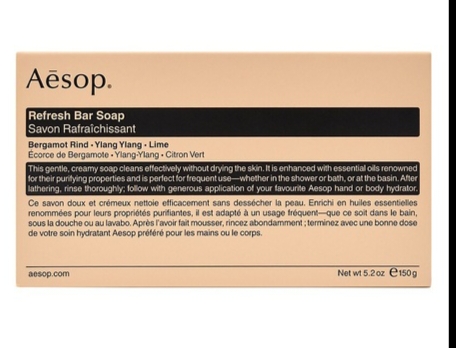 Aēsop.
Refresh Bar Soap
Savon Rafraîchissant
Bergamot Rind • Ylang Ylang • Lime
Écorce de Bergamote • Ylang-Ylang • Citron Vert
This gentle, creamy soap cleans effectively without drying the skin. It is enhanced with essential oils renowned
for their purifying properties and is perfect for frequent use—whether in the shower or bath, or at the basin. After
lathering, rinse thoroughly; follow with generous application of your favourite Aesop hand or body hydrator.
Ce savon doux et crémeux nettoie efficacement sans dessécher la peau. Enrichi en huiles essentielles
renommées pour leurs propriétés purifiantes, il est adapté à un usage fréquent—que ce soit dans le bain,
sous la douche ou au lavabo. Après l'avoir fait mousser, rincez abondamment ; terminez avec une bonne dose
de votre soin hydratant Aesop préféré pour les mains ou le corps.
aesop.com
Net wt 5.2 oz ℮150 g